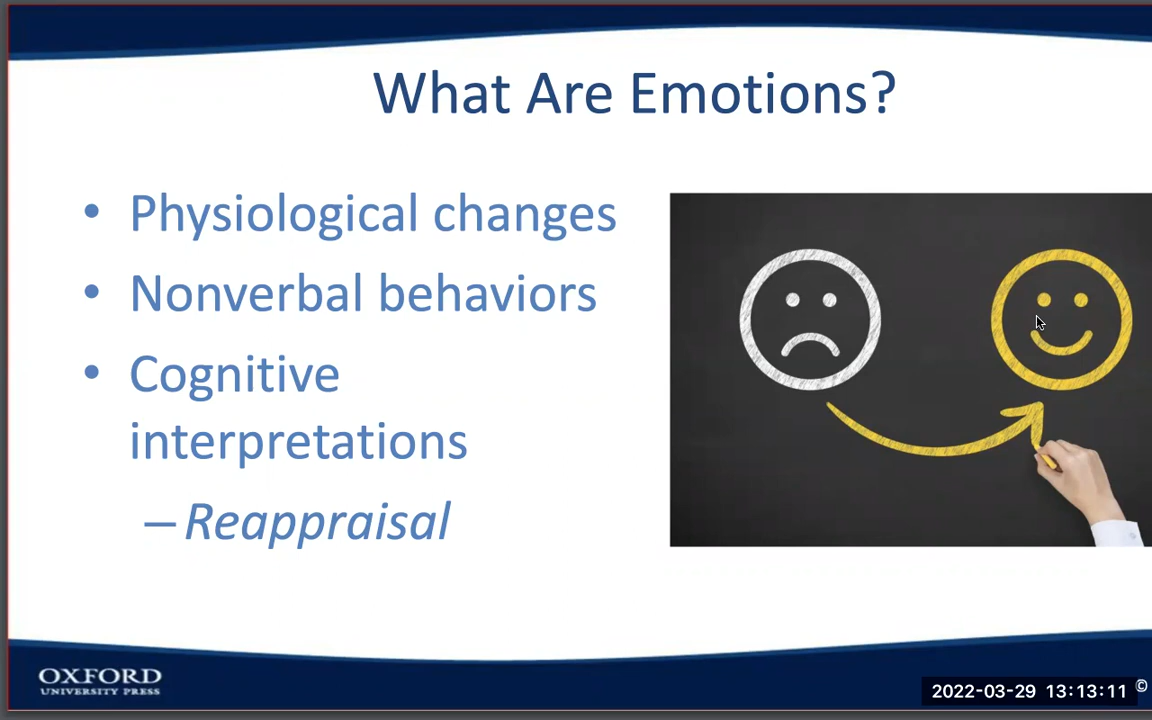 What Are Emotions?
• Physiological changes
• Nonverbal behaviors
• Cognitive
interpretations
– Reappraisal
OXFORD
UNIVERSITY PRESS
2022-03-29 13:13:11 ©